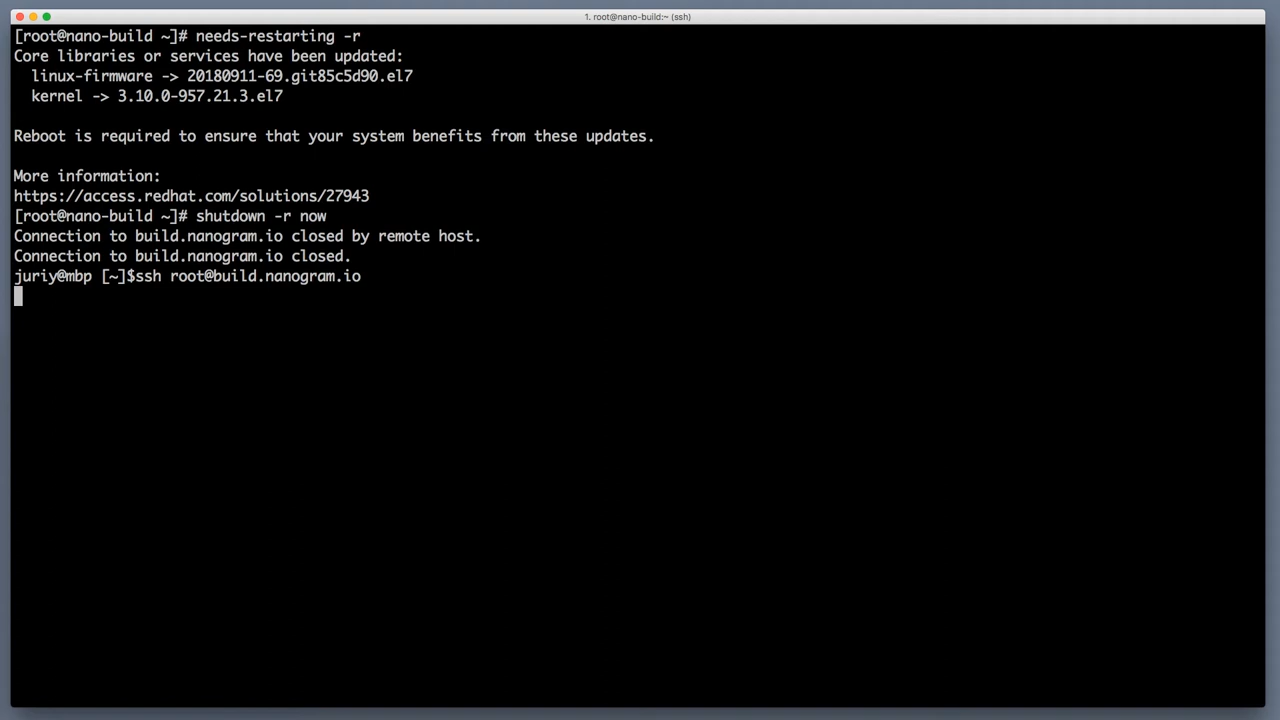 1. root@nano-build:~ (ssh)
[root@nano-build ~]# needs-restarting -r
Core libraries or services have been updated:
  linux-firmware -> 20180911-69.git85c5d90.el7
  kernel -> 3.10.0-957.21.3.el7
Reboot is required to ensure that your system benefits from these updates.
More information:
https://access.redhat.com/solutions/27943
[root@nano-build ~]# shutdown -r now
Connection to build.nanogram.io closed by remote host.
Connection to build.nanogram.io closed.
juriy@mbp [~]$ssh root@build.nanogram.io